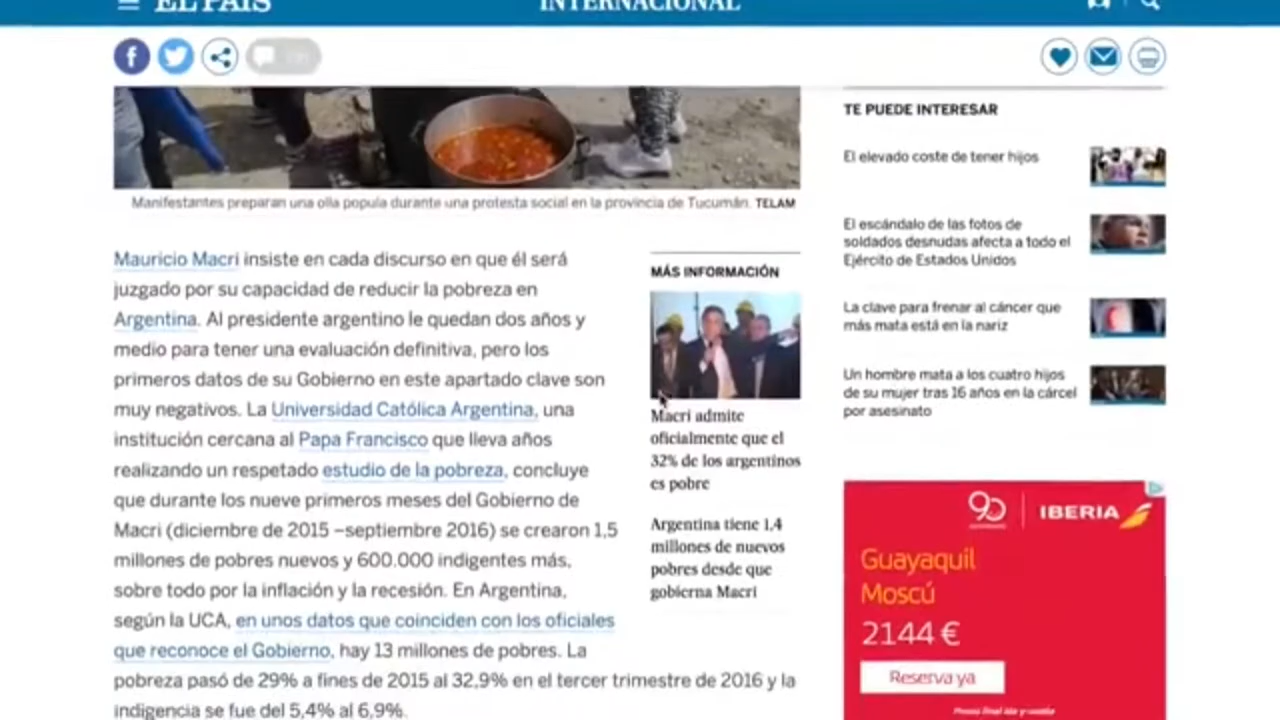 EL PAÍS
INTERNACIONAL
Manifestantes preparan una olla popula durante una protesta social en la provincia de Tucumán. TELAM
Mauricio Macri insiste en cada discurso en que él será
juzgado por su capacidad de reducir la pobreza en
Argentina. Al presidente argentino le quedan dos años y
medio para tener una evaluación definitiva, pero los
primeros datos de su Gobierno en este apartado clave son
muy negativos. La Universidad Católica Argentina, una
institución cercana al Papa Francisco que lleva años
realizando un respetado estudio de la pobreza, concluye
que durante los nueve primeros meses del Gobierno de
Macri (diciembre de 2015 –septiembre 2016) se crearon 1,5
millones de pobres nuevos y 600.000 indigentes más,
sobre todo por la inflación y la recesión. En Argentina,
según la UCA, en unos datos que coinciden con los oficiales
que reconoce el Gobierno, hay 13 millones de pobres. La
pobreza pasó de 29% a fines de 2015 al 32,9% en el tercer trimestre de 2016 y la
indigencia se fue del 5,4% al 6,9%.
MÁS INFORMACIÓN
Macri admite
oficialmente que el
32% de los argentinos
es pobre
Argentina tiene 1,4
millones de nuevos
pobres desde que
gobierna Macri
TE PUEDE INTERESAR
El elevado coste de tener hijos
El escándalo de las fotos de
soldados desnudas afecta a todo el
Ejército de Estados Unidos
La clave para frenar al cáncer que
más mata está en la nariz
Un hombre mata a los cuatro hijos
de su mujer tras 16 años en la cárcel
por asesinato
90
IBERIA
Guayaquil
Moscú
2144 €
Reserva ya
Precio final ida y vuelta